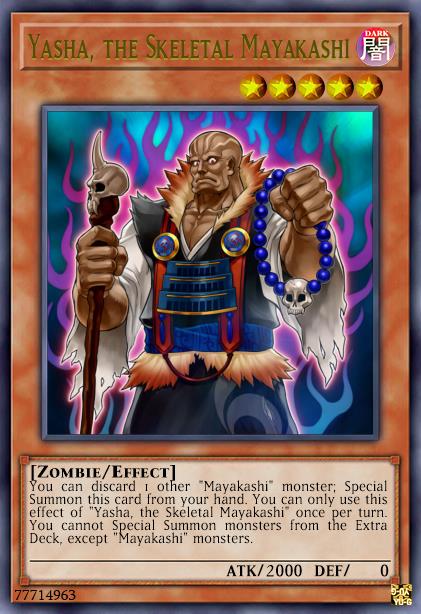 Yasha, the Skeletal Mayakashi
DARK
闇
[Zombie/Effect]
You can discard 1 other "Mayakashi" monster; Special
Summon this card from your hand. You can only use this
effect of "Yasha, the Skeletal Mayakashi" once per turn.
You cannot Special Summon monsters from the Extra
Deck, except "Mayakashi" monsters.
ATK/2000 DEF/ 0
77714963